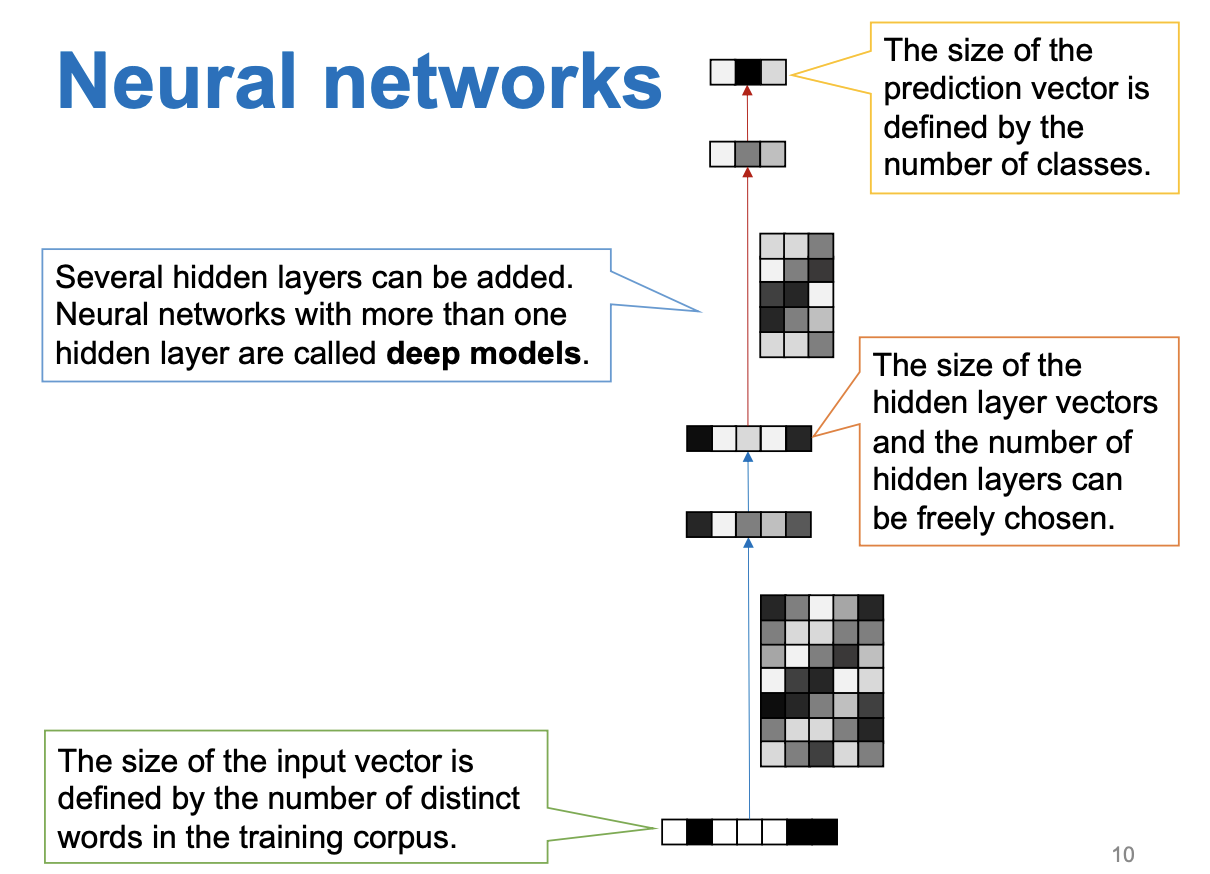 Neural networks
The size of the
prediction vector is
defined by the
number of classes.
Several hidden layers can be added.
Neural networks with more than one
hidden layer are called deep models.
The size of the
hidden layer vectors
and the number of
hidden layers can
be freely chosen.
The size of the input vector is
defined by the number of distinct
words in the training corpus.
10